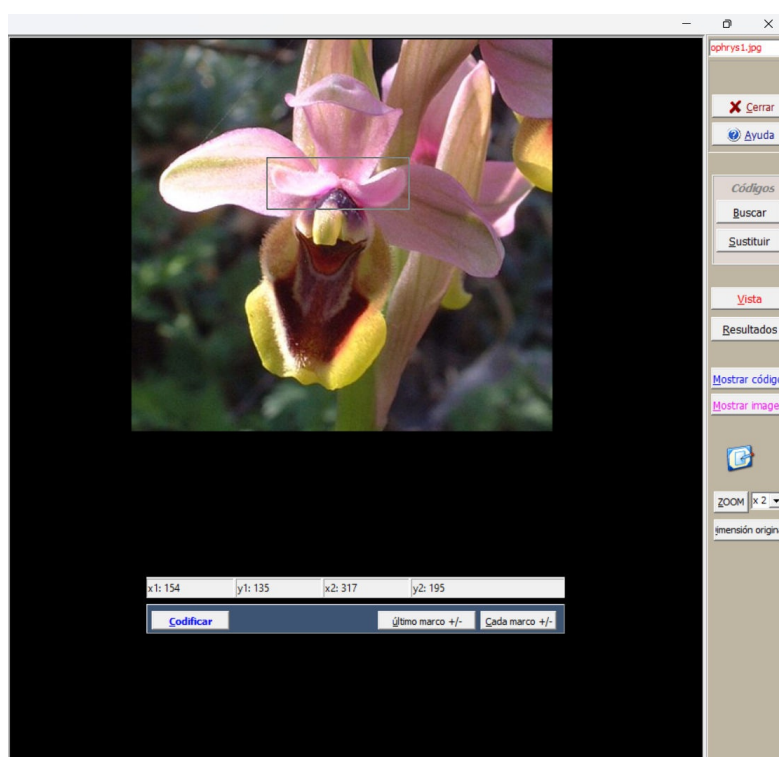 ophrys1.jpg
Cerrar
Ayuda
Códigos
Buscar
Sustituir
Vista
Resultados
Mostrar códig
Mostrar image
ZOOM x 2
imensión origin
x1: 154 y1: 135 x2: 317 y2: 195
Codificar último marco +/- Cada marco +/-